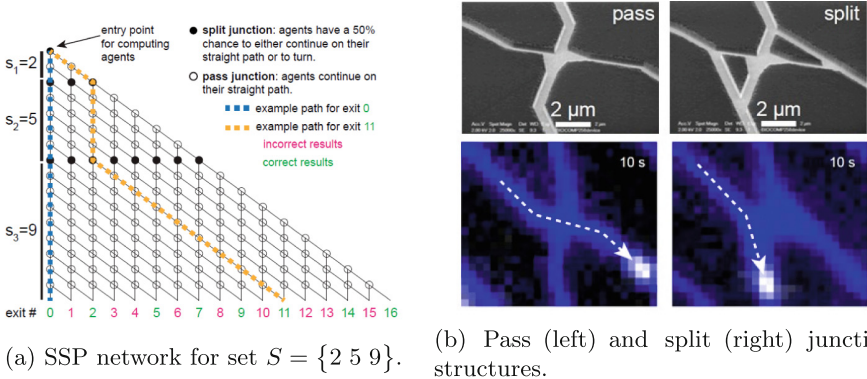 entry point
for computing
agents
● split junction: agents have a 50%
chance to either continue on their
straight path or to turn.
○ pass junction: agents continue on
their straight path.
example path for exit 0
example path for exit 11
incorrect results
correct results
s1=2
s2=5
s3=9
exit # 0 1 2 3 4 5 6 7 8 9 10 11 12 13 14 15 16
(a) SSP network for set S = {2 5 9}.
pass
2 μm
split
2 μm
10 s
10 s
(b) Pass (left) and split (right) juncti
structures.